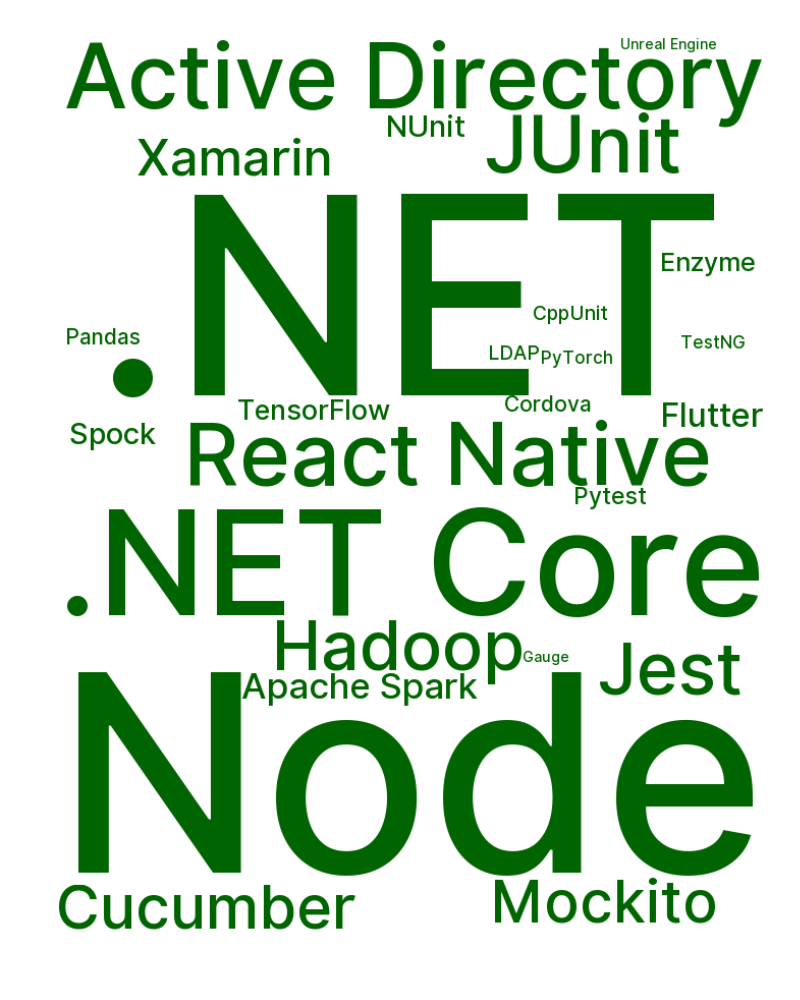 Unreal Engine
Active Directory
NUnit
JUnit
Xamarin
.NET
Enzyme
CppUnit
Pandas
TestNG
LDAP
PyTorch
TensorFlow
Cordova
Flutter
Spock
React Native
Pytest
.NET Core
Hadoop
Gauge
Jest
Apache Spark
Node
Cucumber
Mockito